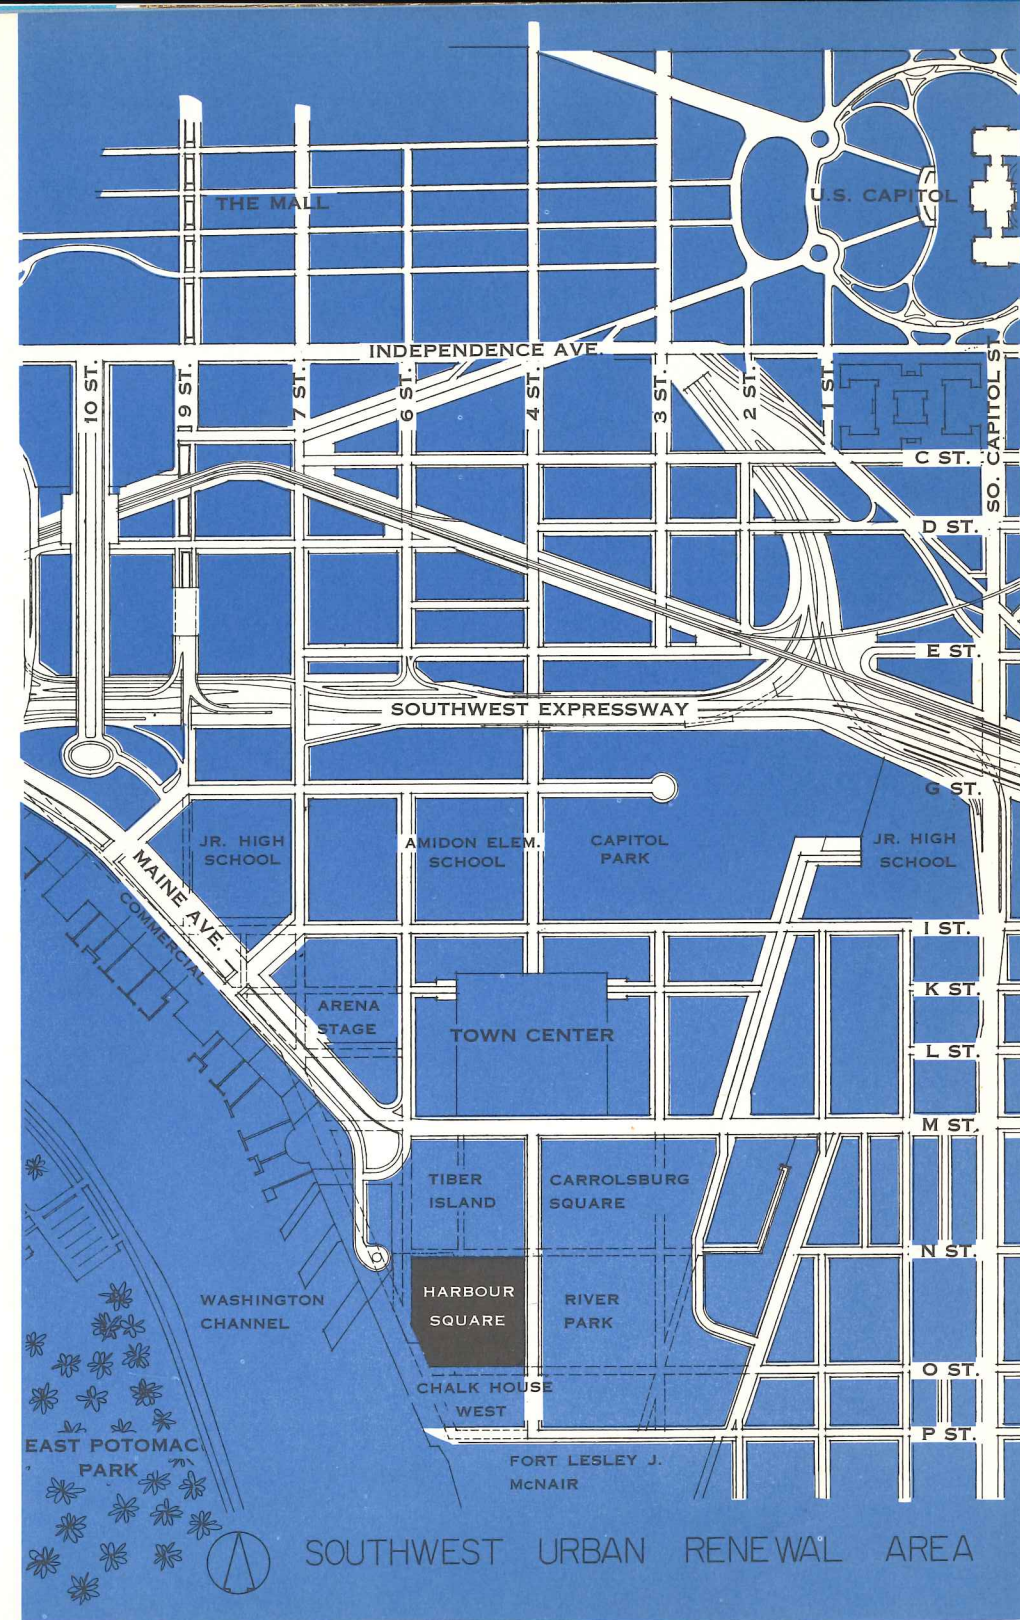 THE MALL
U.S. CAPITOL
INDEPENDENCE AVE.
10 ST.
9 ST.
7 ST.
6 ST.
4 ST.
3 ST.
2 ST.
1 ST.
SO. CAPITOL ST.
C ST.
D ST.
E ST.
SOUTHWEST EXPRESSWAY
G ST.
JR. HIGH
SCHOOL
AMIDON ELEM.
SCHOOL
CAPITOL
PARK
JR. HIGH
SCHOOL
MAINE AVE.
COMMERCIAL
I ST.
K ST.
ARENA
STAGE
TOWN CENTER
L ST.
M ST.
TIBER
ISLAND
CARROLSBURG
SQUARE
N ST.
WASHINGTON
CHANNEL
HARBOUR
SQUARE
RIVER
PARK
O ST.
CHALK HOUSE
WEST
P ST.
EAST POTOMAC
PARK
FORT LESLEY J.
McNAIR
SOUTHWEST URBAN RENEWAL AREA